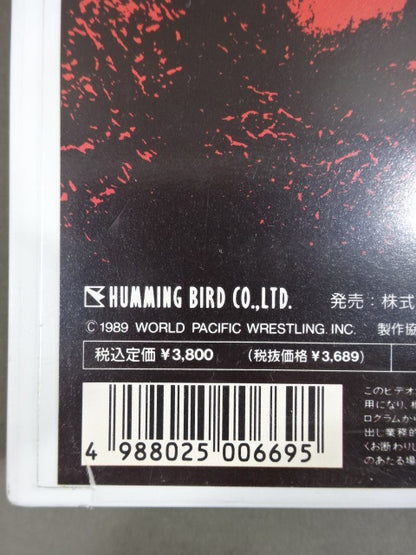 HUMMING BIRD CO.,LTD. 発売：株式
©1989 WORLD PACIFIC WRESTLING. INC. 製作協
税込定価 ¥3,800 (税抜価格 ¥3,689)
このビデオ
用になり、
ログラムか
出し業務的
くお断わりし
のあたる場
4 988025 006695